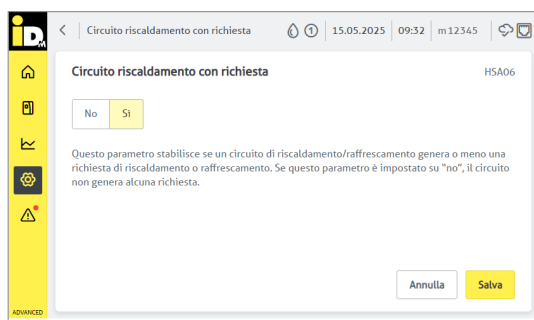 iDM
Circuito riscaldamento con richiesta
1
15.05.2025
09:32
m12345
Circuito riscaldamento con richiesta
HSA06
No
Sì
Questo parametro stabilisce se un circuito di riscaldamento/raffrescamento genera o meno una
richiesta di riscaldamento o raffrescamento. Se questo parametro è impostato su "no", il circuito
non genera alcuna richiesta.
Annulla
Salva
ADVANCED